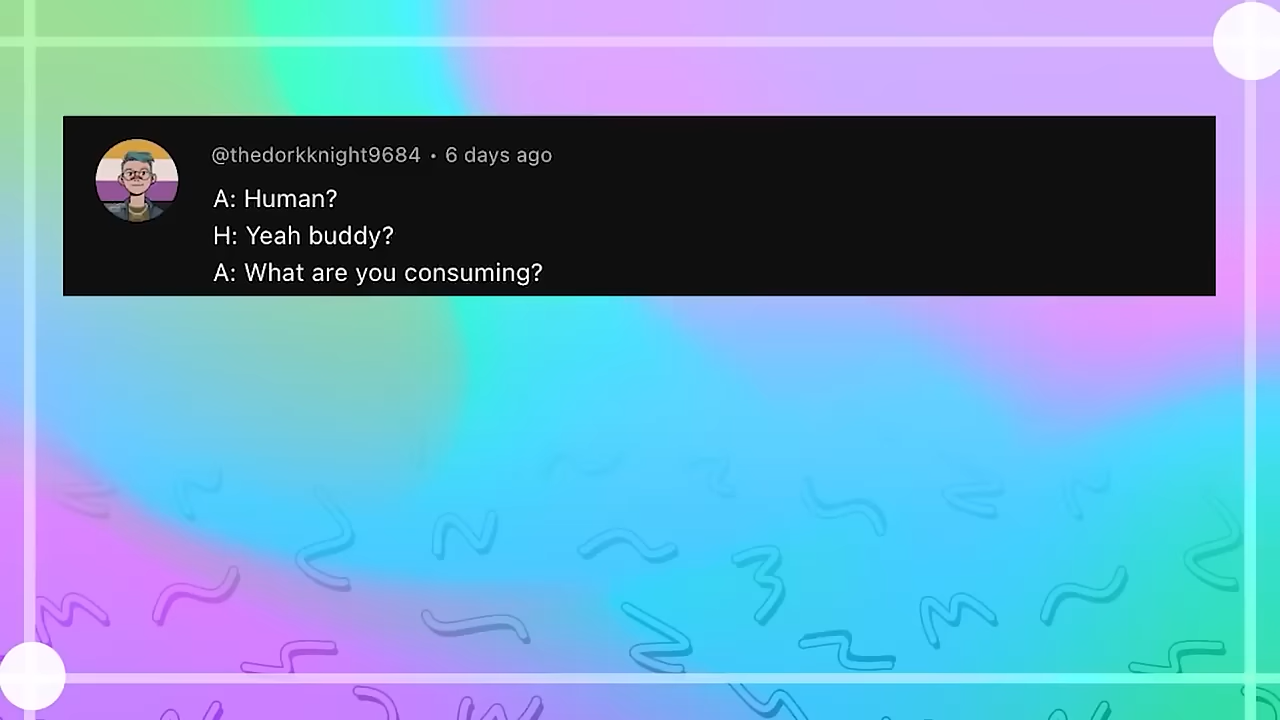 @thedorkknight9684 • 6 days ago
A: Human?
H: Yeah buddy?
A: What are you consuming?